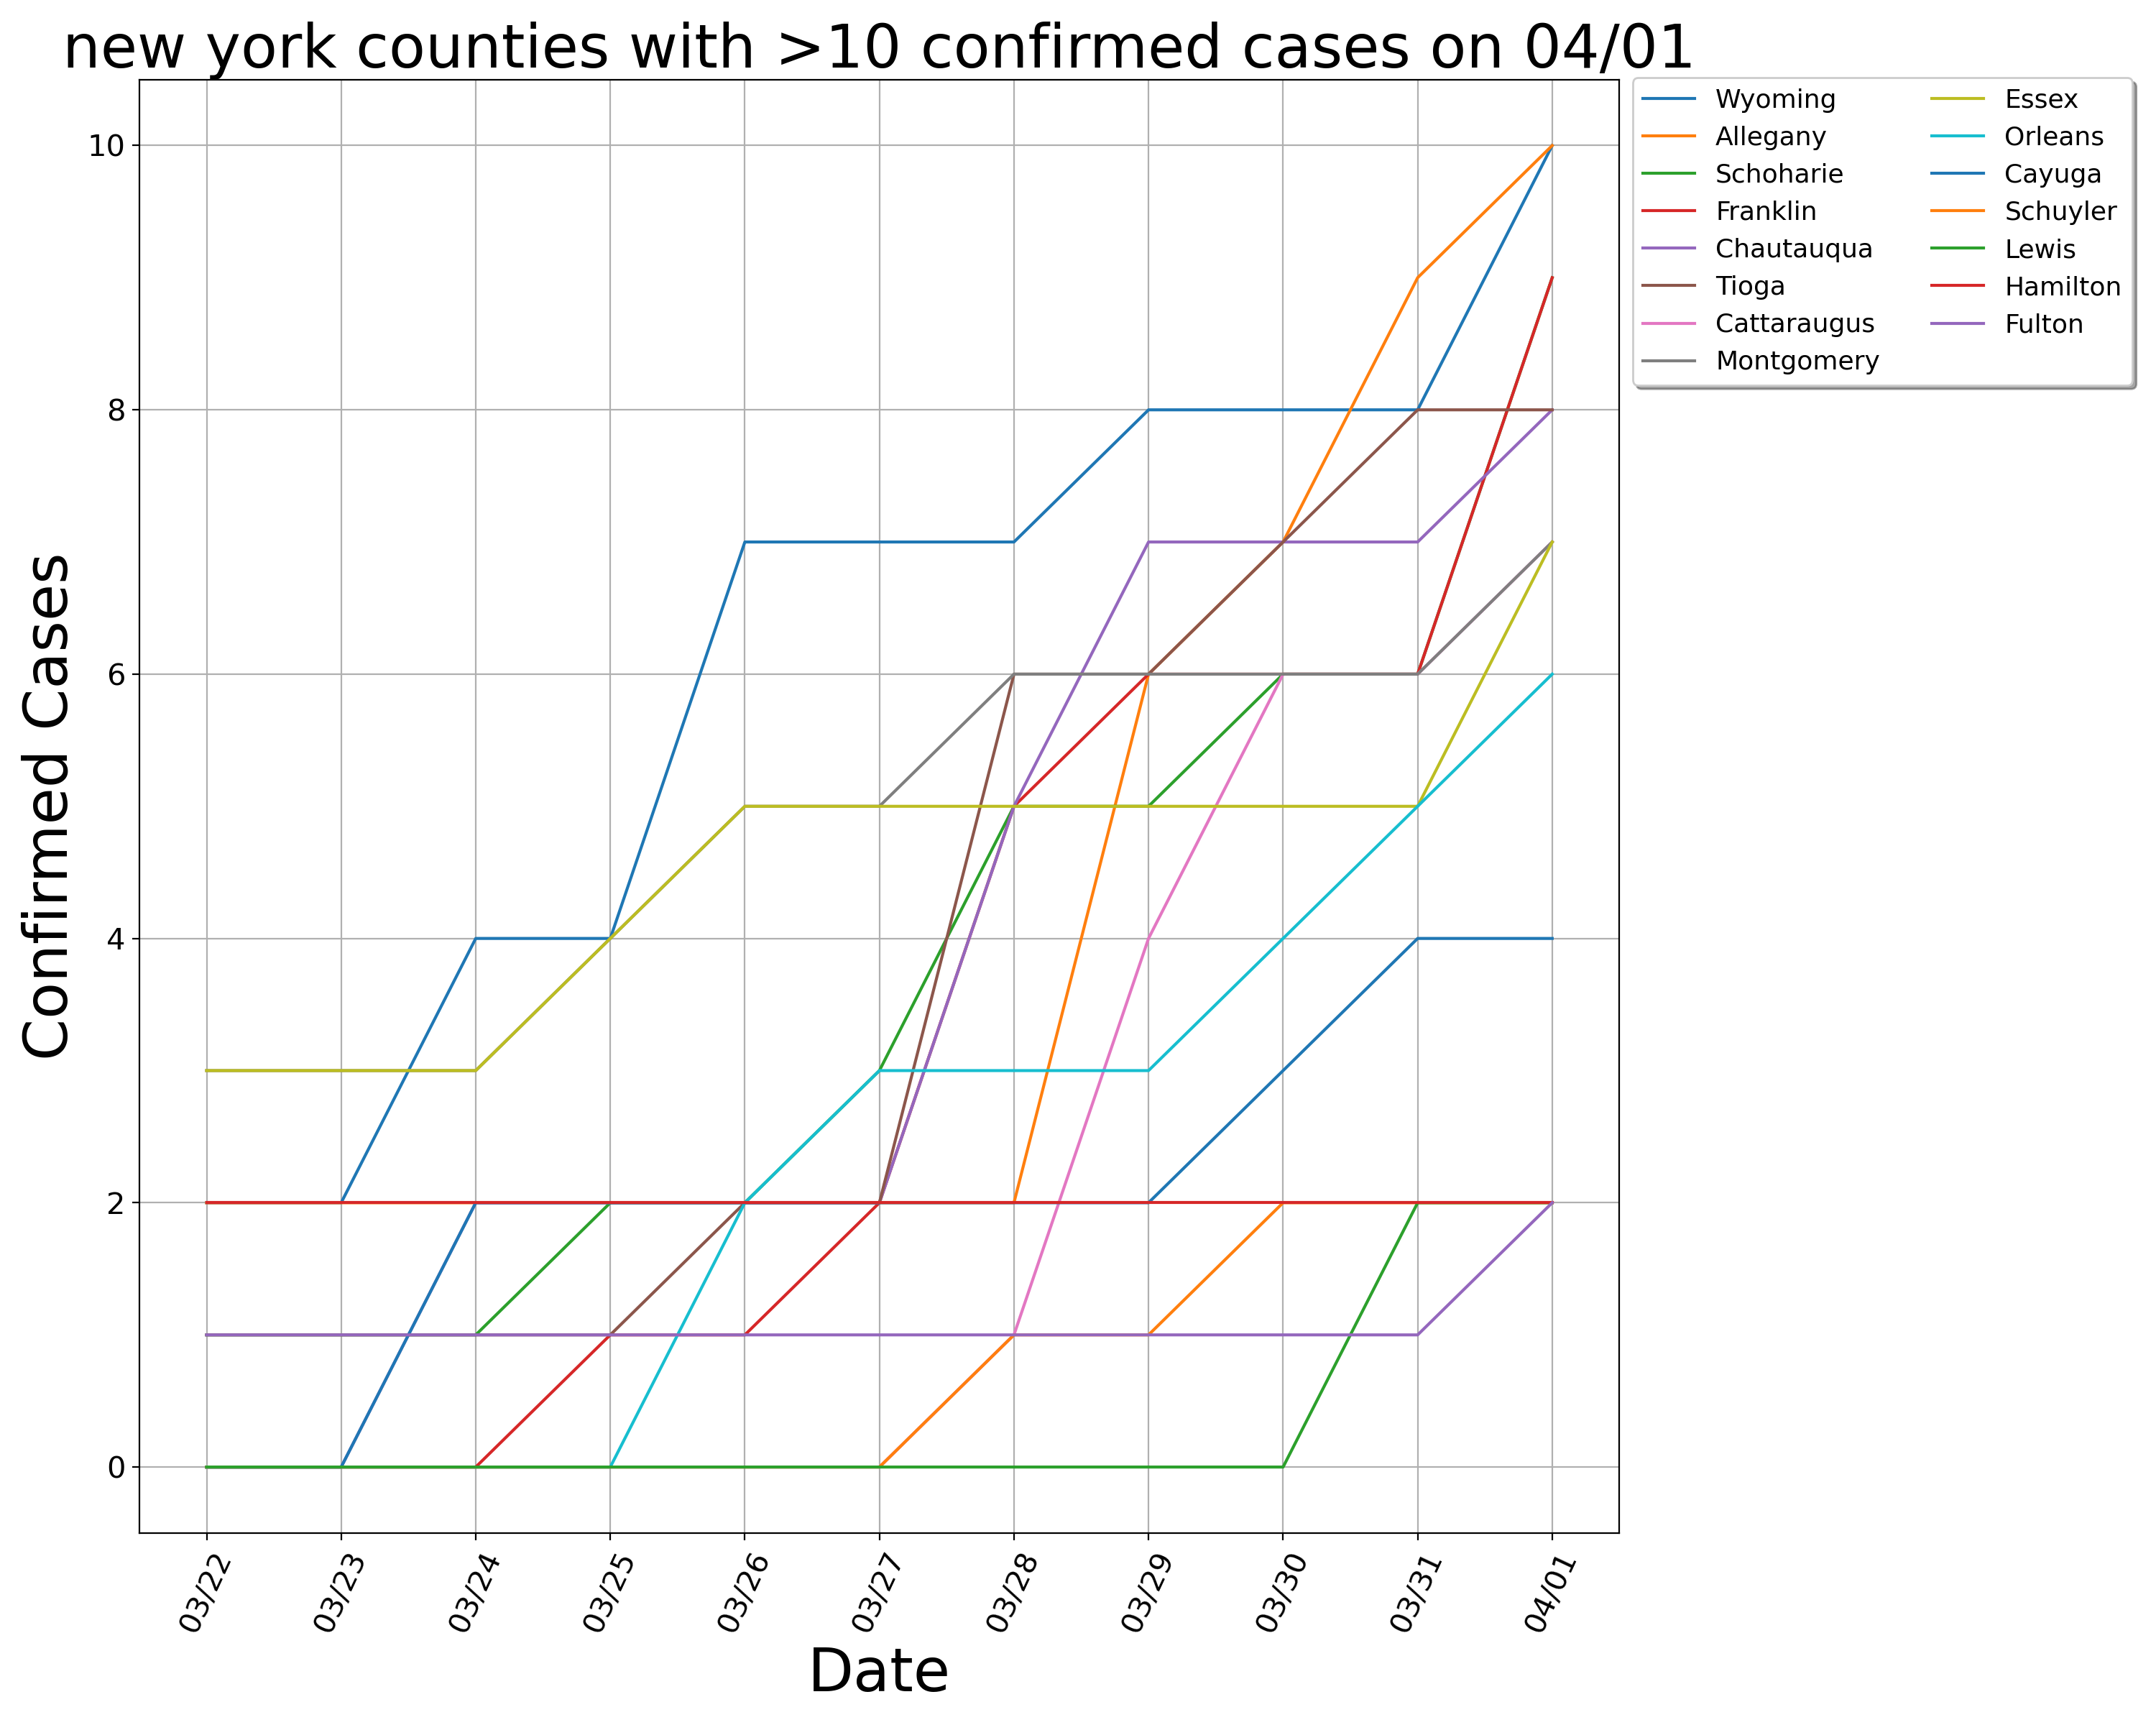 new york counties with >10 confirmed cases on 04/01
Confirmed Cases
10
8
6
4
2
0
03/22
03/23
03/24
03/25
03/26
03/27
03/28
03/29
03/30
03/31
04/01
Date
Wyoming
Allegany
Schoharie
Franklin
Chautauqua
Tioga
Cattaraugus
Montgomery
Essex
Orleans
Cayuga
Schuyler
Lewis
Hamilton
Fulton